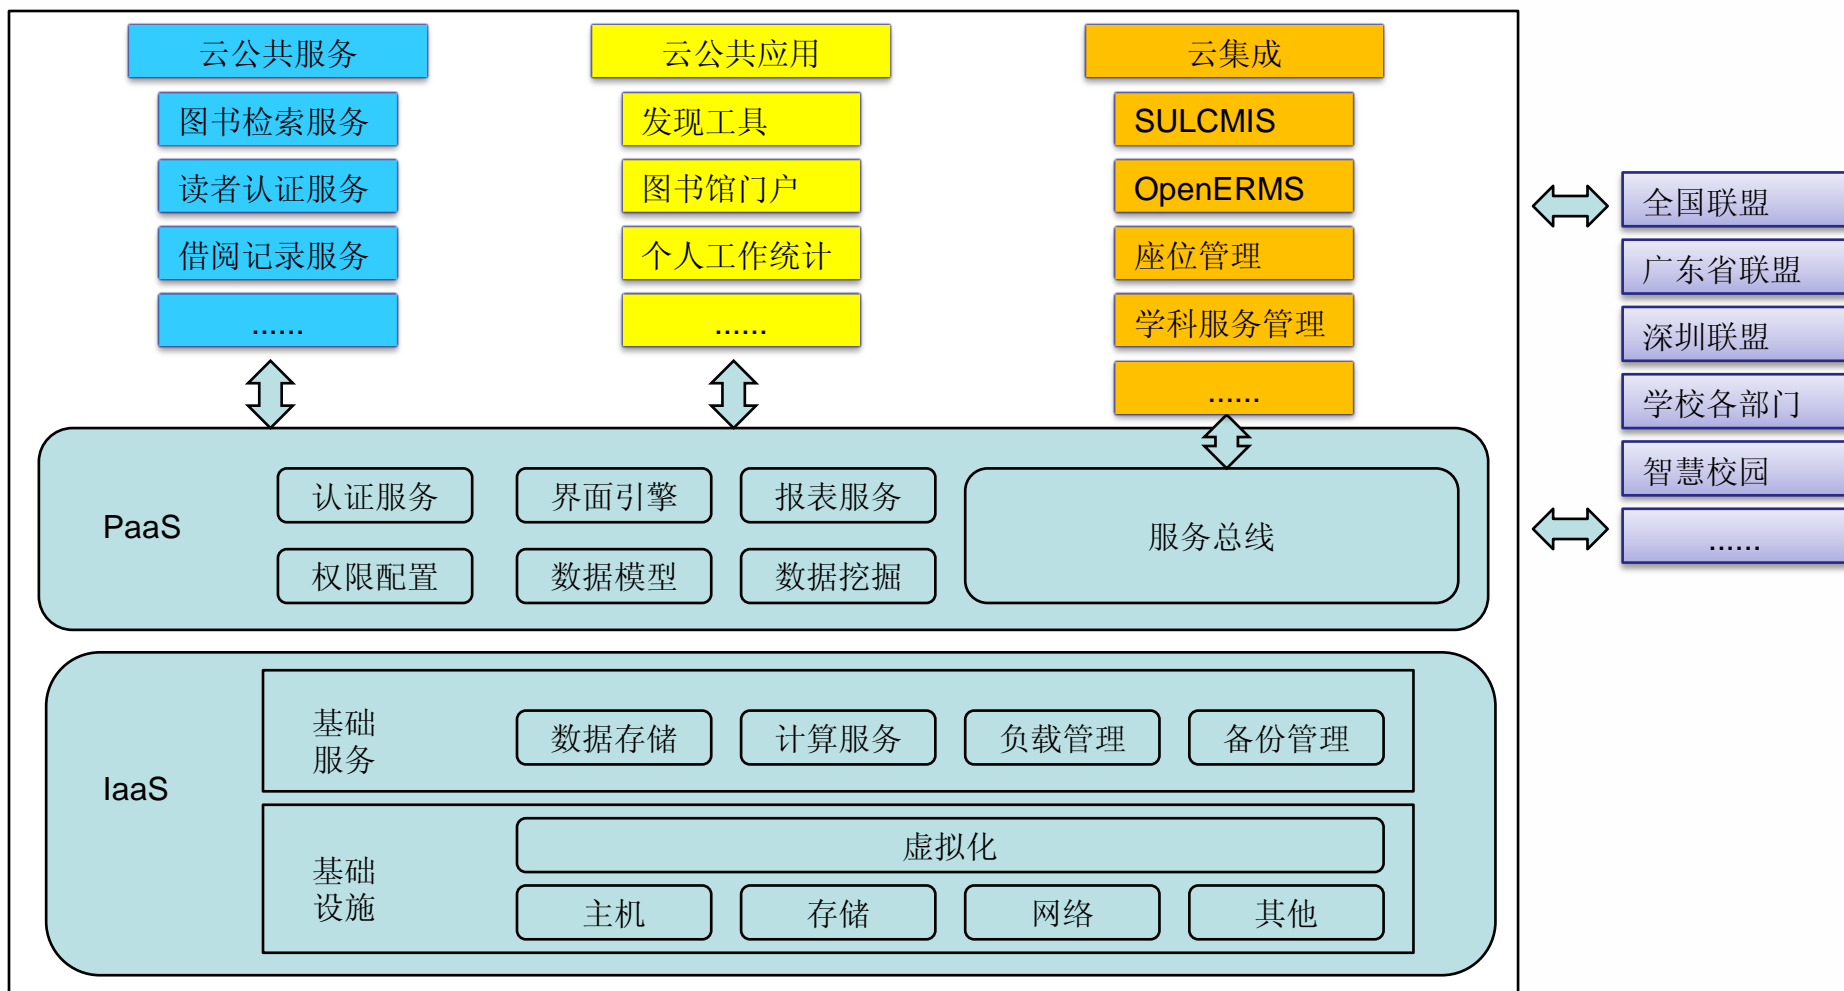 云公共服务
图书检索服务
读者认证服务
借阅记录服务
......
云公共应用
发现工具
图书馆门户
个人工作统计
......
云集成
SULCMIS
OpenERMS
座位管理
学科服务管理
......
全国联盟
广东省联盟
深圳联盟
学校各部门
智慧校园
......
PaaS
认证服务
界面引擎
报表服务
权限配置
数据模型
数据挖掘
服务总线
IaaS
基础
服务
数据存储
计算服务
负载管理
备份管理
基础
设施
虚拟化
主机
存储
网络
其他